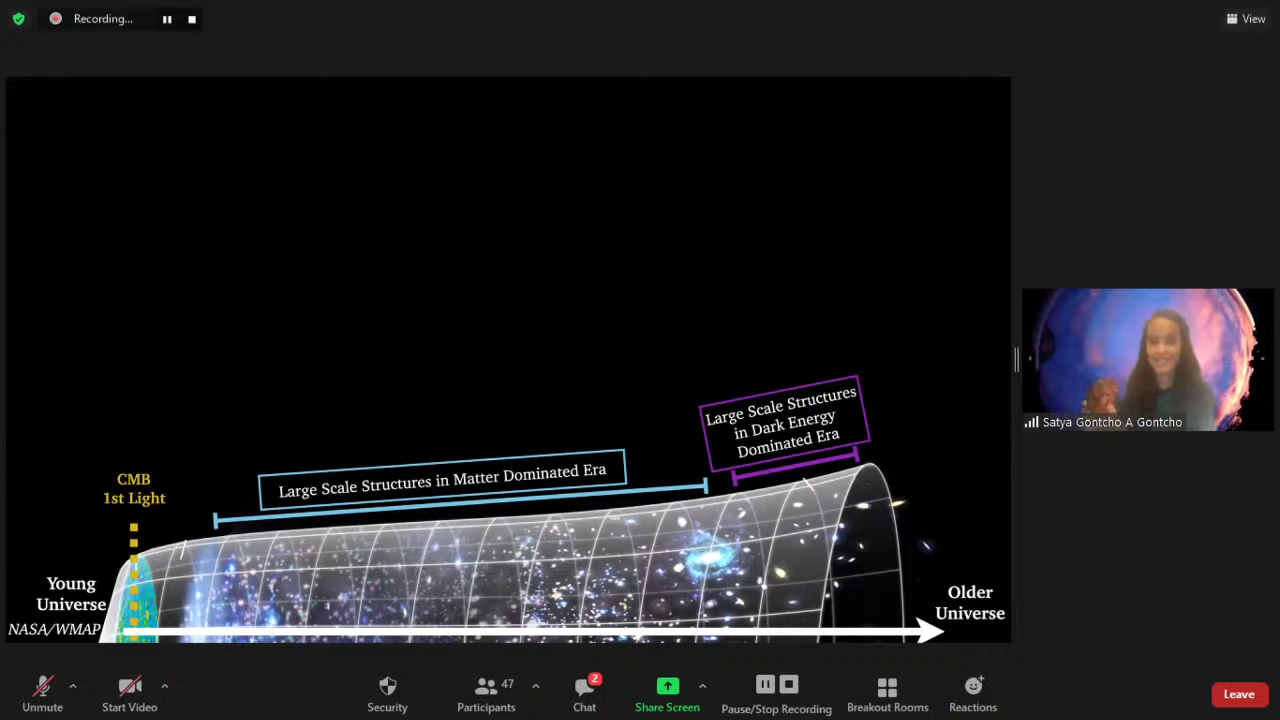 Recording...
View
Large Scale Structures
in Dark Energy
Dominated Era
Large Scale Structures in Matter Dominated Era
CMB
1st Light
Young
Universe
NASA/WMAP
Older
Universe
Satya Gontcho A Gontcho
47
2
Unmute
Start Video
Security
Participants
Chat
Share Screen
Pause/Stop Recording
Breakout Rooms
Reactions
Leave